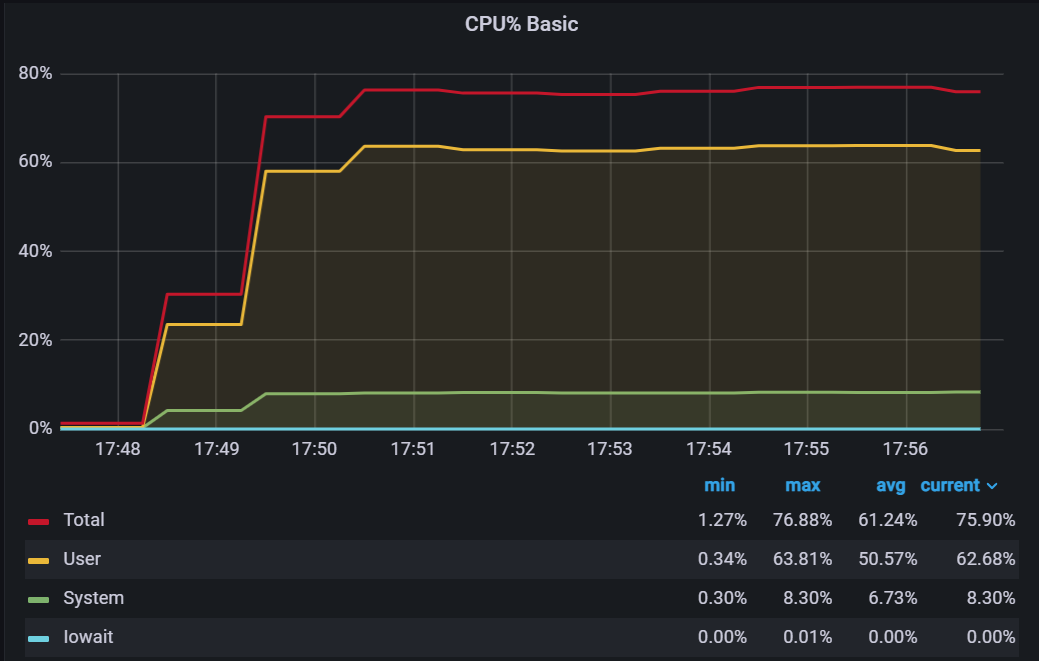 CPU% Basic
80%
60%
40%
20%
0%
17:48 17:49 17:50 17:51 17:52 17:53 17:54 17:55 17:56
min max avg current
Total 1.27% 76.88% 61.24% 75.90%
User 0.34% 63.81% 50.57% 62.68%
System 0.30% 8.30% 6.73% 8.30%
Iowait 0.00% 0.01% 0.00% 0.00%